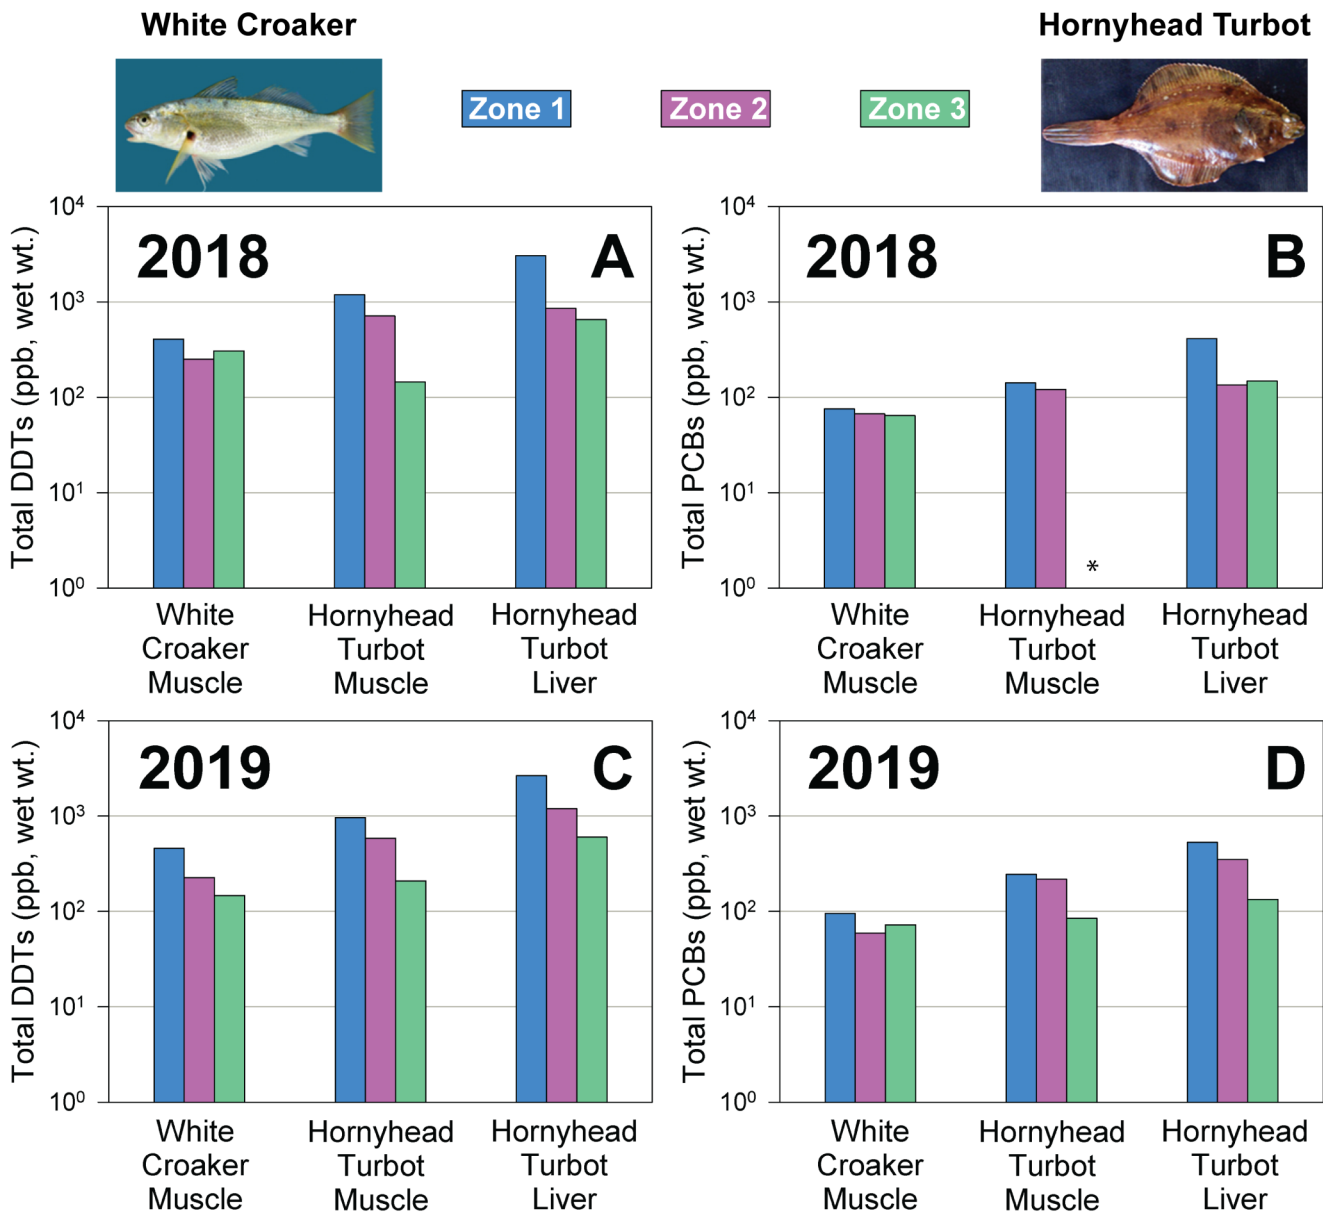 White Croaker
Hornyhead Turbot
Zone 1
Zone 2
Zone 3
Total DDTs (ppb, wet wt.)
10⁴
10³
10²
10¹
10⁰
2018
A
White
Croaker
Muscle
Hornyhead
Turbot
Muscle
Hornyhead
Turbot
Liver
Total PCBs (ppb, wet wt.)
10⁴
10³
10²
10¹
10⁰
2018
B
*
White
Croaker
Muscle
Hornyhead
Turbot
Muscle
Hornyhead
Turbot
Liver
Total DDTs (ppb, wet wt.)
10⁴
10³
10²
10¹
10⁰
2019
C
White
Croaker
Muscle
Hornyhead
Turbot
Muscle
Hornyhead
Turbot
Liver
Total PCBs (ppb, wet wt.)
10⁴
10³
10²
10¹
10⁰
2019
D
White
Croaker
Muscle
Hornyhead
Turbot
Muscle
Hornyhead
Turbot
Liver